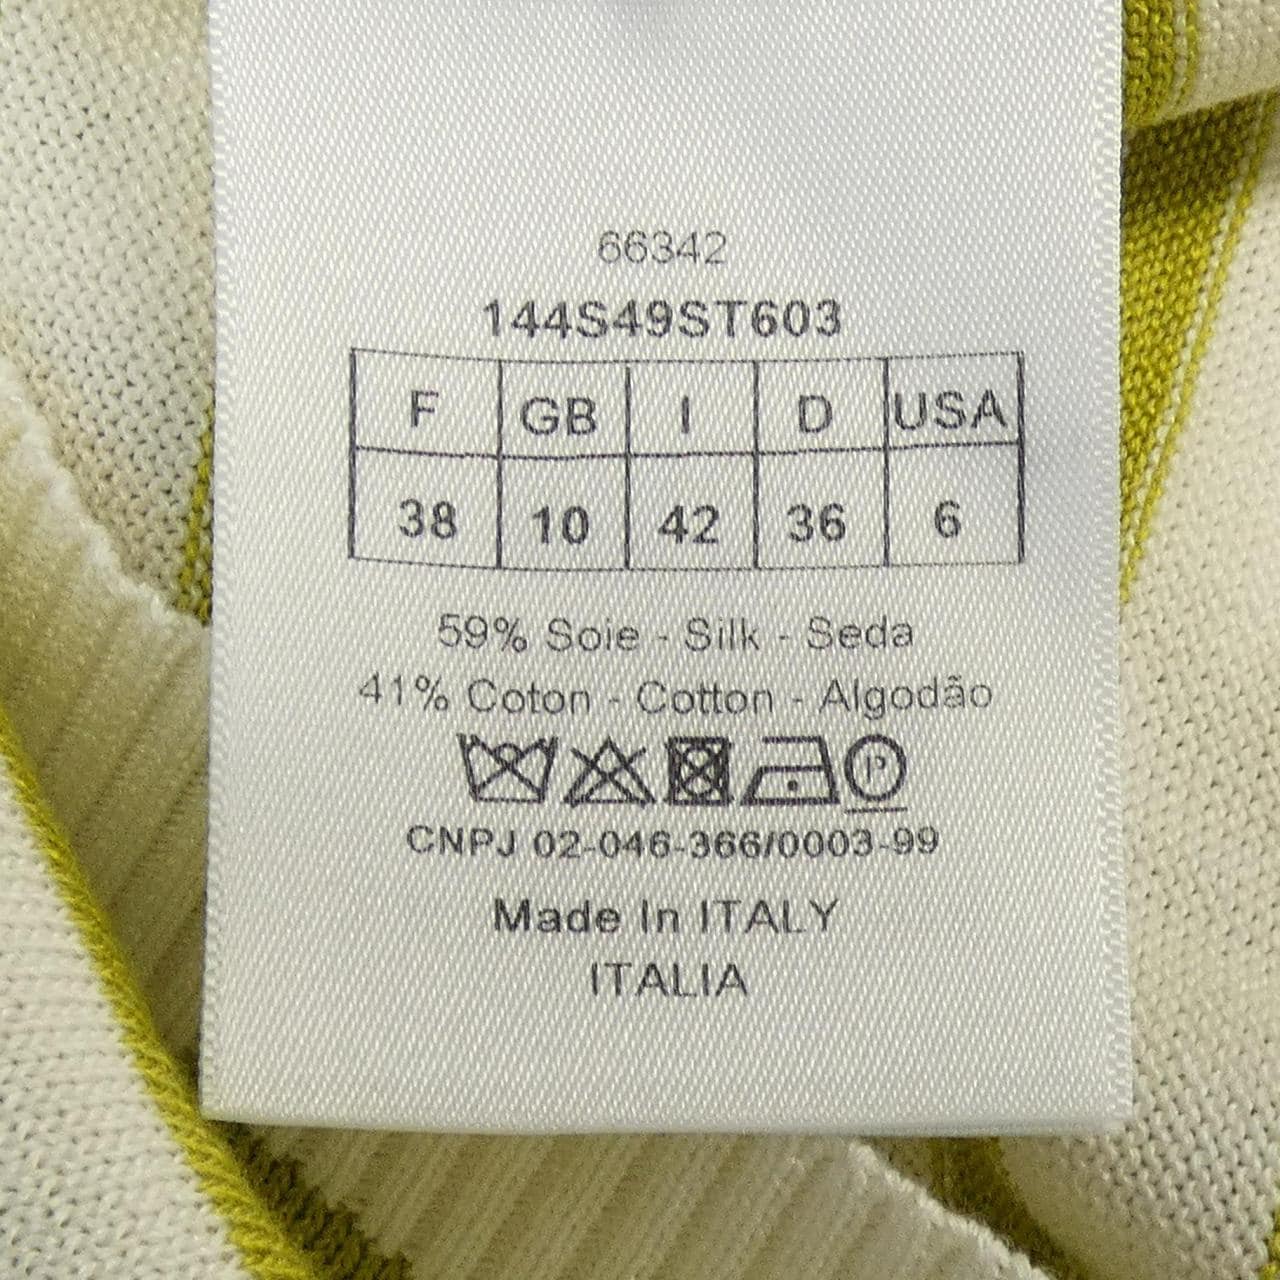 66342
144S49ST603
F GB I D USA
38 10 42 36 6
59% Soie - Silk - Seda
41% Coton - Cotton - Algodão
P
CNPJ 02-046-366/0003-99
Made In ITALY
ITALIA